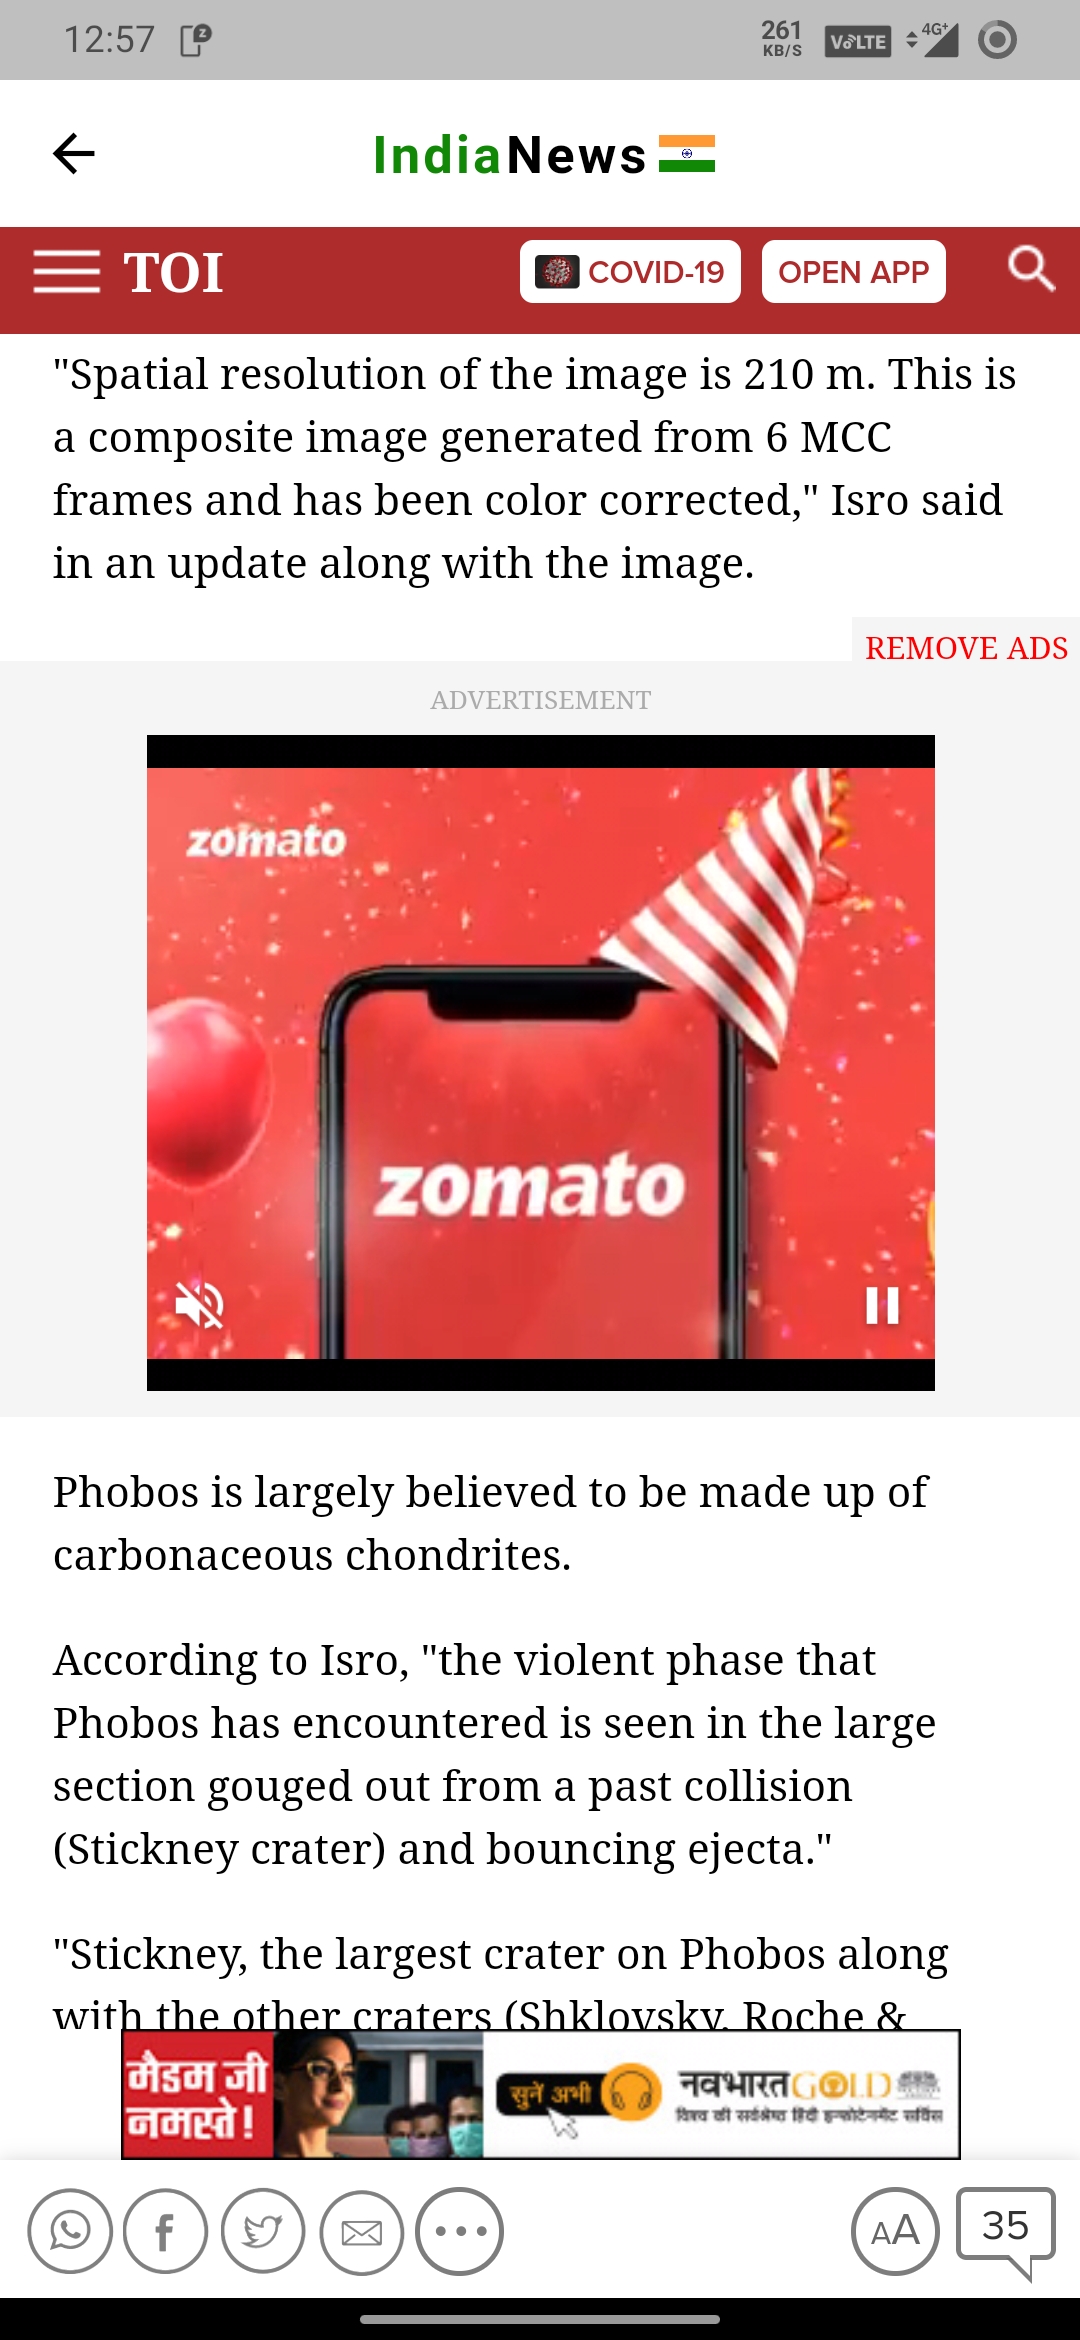 12:57
261
KB/S
VoLTE
4G+
IndiaNews
TOI
COVID-19
OPEN APP
"Spatial resolution of the image is 210 m. This is
a composite image generated from 6 MCC
frames and has been color corrected," Isro said
in an update along with the image.
REMOVE ADS
ADVERTISEMENT
zomato
zomato
Phobos is largely believed to be made up of
carbonaceous chondrites.
According to Isro, "the violent phase that
Phobos has encountered is seen in the large
section gouged out from a past collision
(Stickney crater) and bouncing ejecta."
"Stickney, the largest crater on Phobos along
with the other craters (Shklovsky, Roche &
मैडम जी
नमस्ते!
सुनें अभी
नवभारत GOLD
विश्व की सर्वश्रेष्ठ हिंदी इन्फोटेनमेंट सर्विस
AA
35